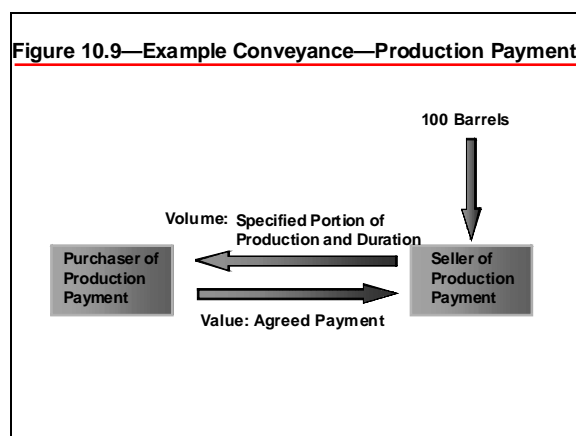 Figure 10.9—Example Conveyance—Production Payment
100 Barrels
Volume: Specified Portion of
Production and Duration
Purchaser of
Production
Payment
Seller of
Production
Payment
Value: Agreed Payment